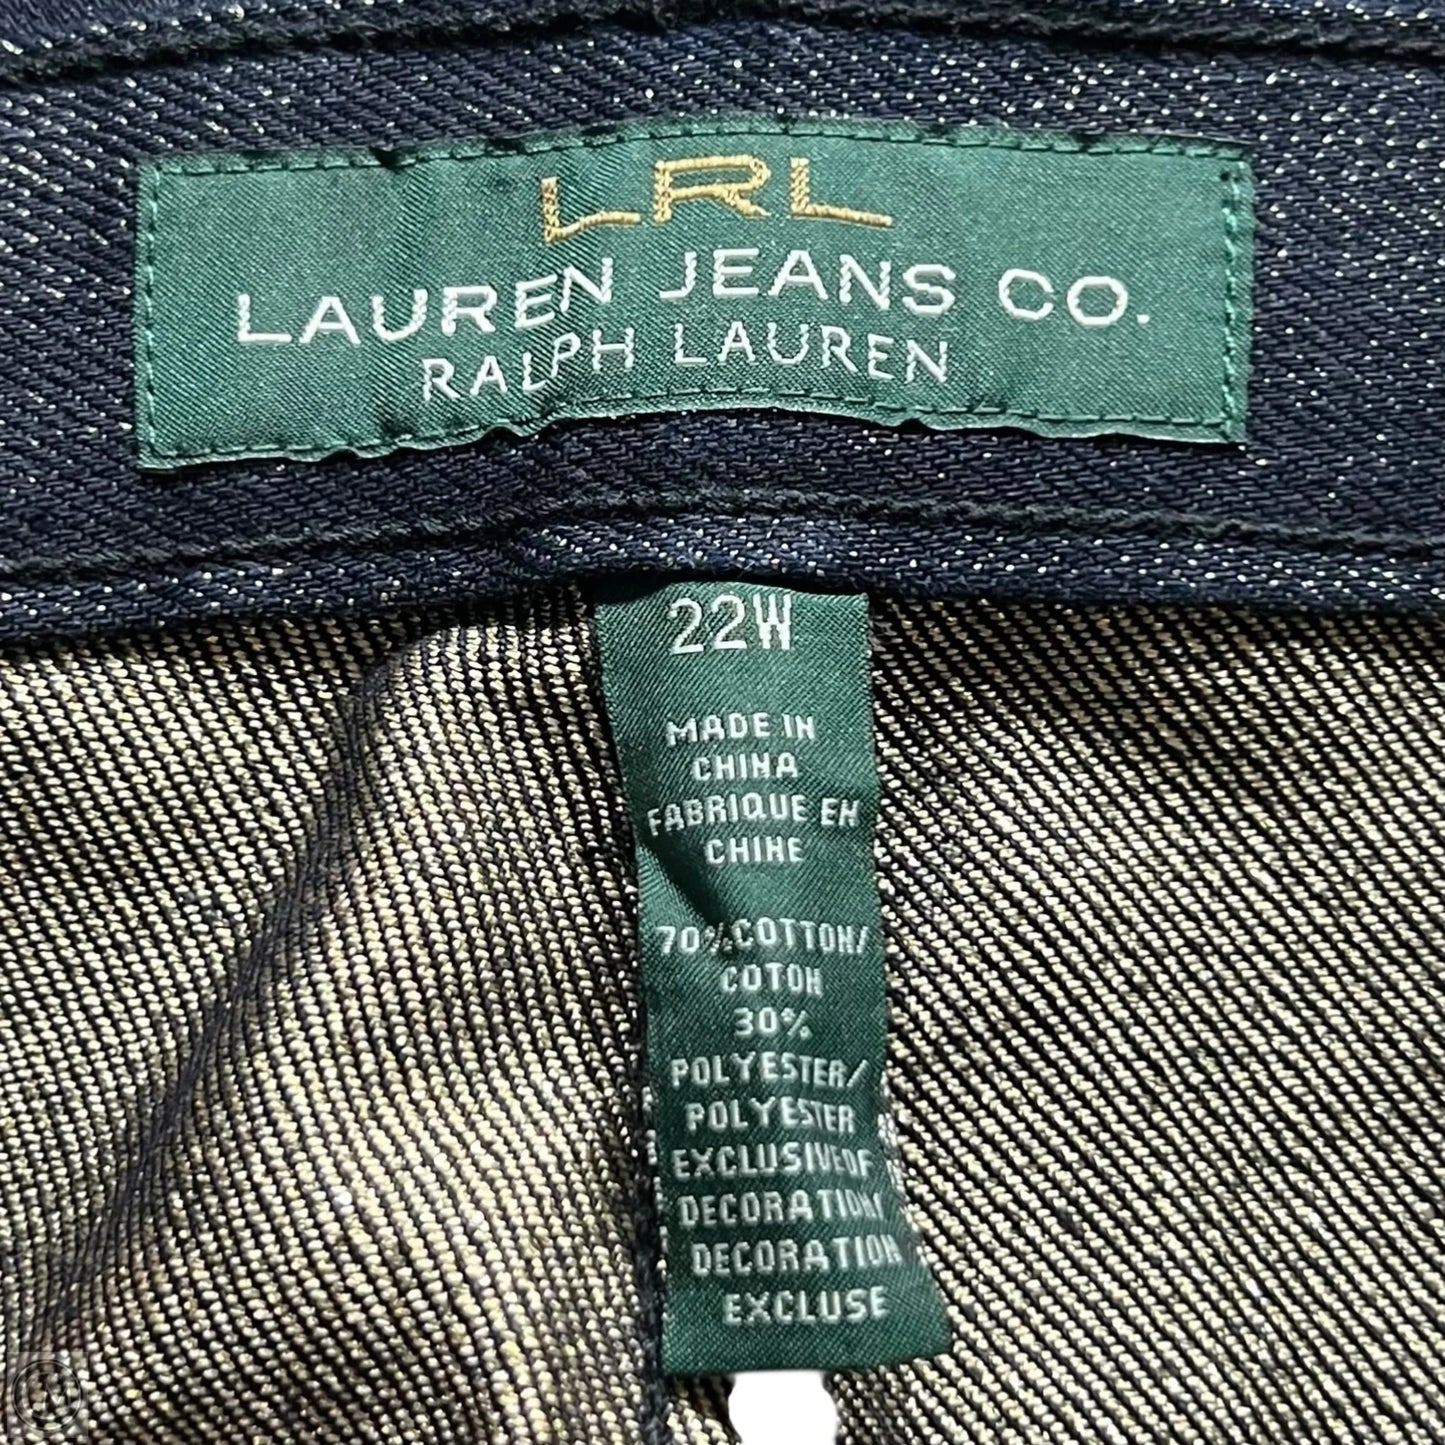 LRL
LAUREN JEANS CO.
RALPH LAUREN
22W
MADE IN
CHINA
FABRIQUE EN
CHINE
70% COTTON/
COTON
30%
POLYESTER/
POLYESTER
EXCLUSIVE OF
DECORATION/
DECORATION
EXCLUSE